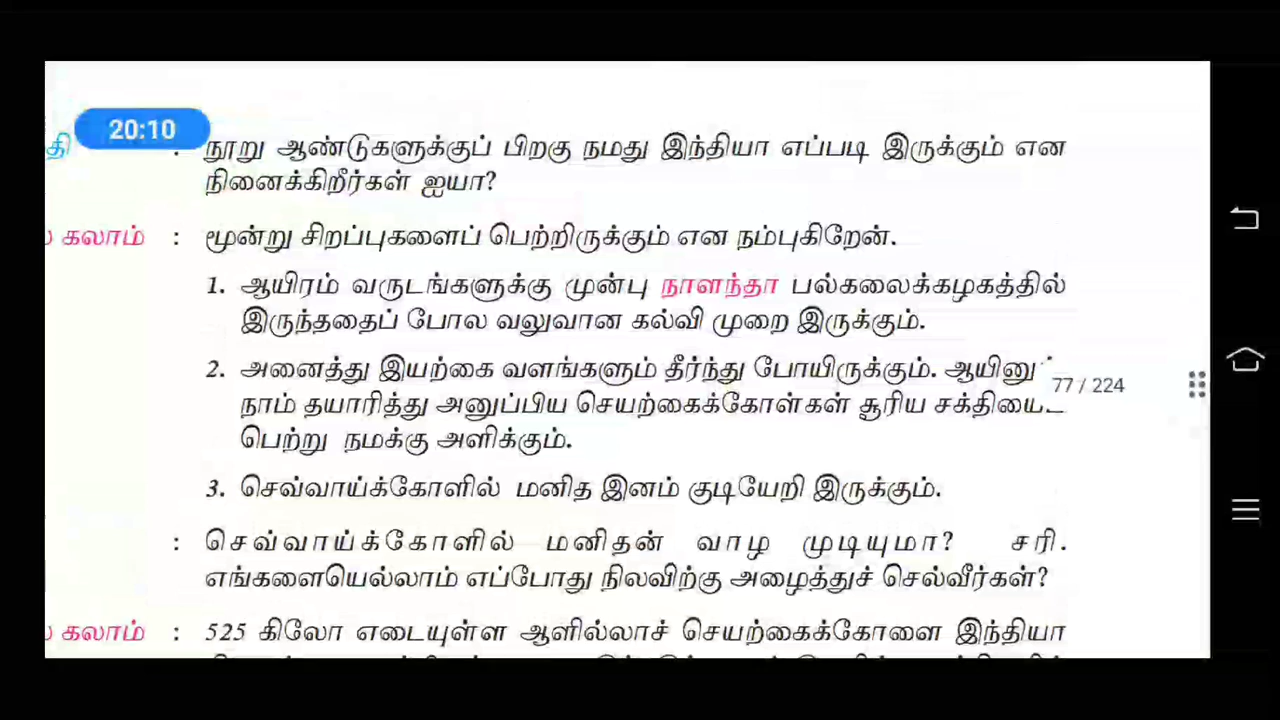 20:10
தி : நூறு ஆண்டுகளுக்குப் பிறகு நமது இந்தியா எப்படி இருக்கும் என
நினைக்கிறீர்கள் ஐயா?
கலாம் : மூன்று சிறப்புகளைப் பெற்றிருக்கும் என நம்புகிறேன்.
1. ஆயிரம் வருடங்களுக்கு முன்பு நாளந்தா பல்கலைக்கழகத்தில்
இருந்ததைப் போல வலுவான கல்வி முறை இருக்கும்.
2. அனைத்து இயற்கை வளங்களும் தீர்ந்து போயிருக்கும். ஆயினு
77 / 224
நாம் தயாரித்து அனுப்பிய செயற்கைக்கோள்கள் சூரிய சக்தியை
பெற்று நமக்கு அளிக்கும்.
3. செவ்வாய்க்கோளில் மனித இனம் குடியேறி இருக்கும்.
: செவ்வாய்க்கோளில் மனிதன் வாழ முடியுமா? சரி.
எங்களையெல்லாம் எப்போது நிலவிற்கு அழைத்துச் செல்வீர்கள்?
கலாம் : 525 கிலோ எடையுள்ள ஆளில்லாச் செயற்கைக்கோளை இந்தியா